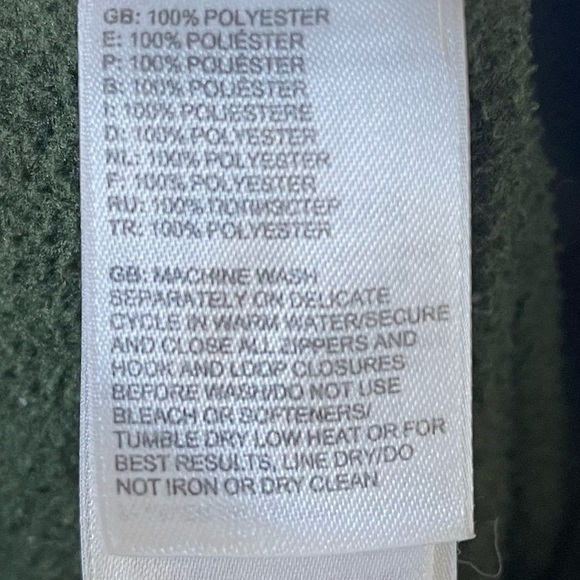 GB: 100% POLYESTER
E: 100% POLIÉSTER
P: 100% POLIÉSTER
B: 100% POLIÉSTER
I: 100% POLIESTERE
D: 100% POLYESTER
NL: 100% POLYESTER
F: 100% POLYESTER
RU: 100% ПОЛИЭСТЕР
TR: 100% POLYESTER
GB: MACHINE WASH
SEPARATELY ON DELICATE
CYCLE IN WARM WATER/SECURE
AND CLOSE ALL ZIPPERS AND
HOOK AND LOOP CLOSURES
BEFORE WASH/DO NOT USE
BLEACH OR SOFTENERS/
TUMBLE DRY LOW HEAT OR FOR
BEST RESULTS, LINE DRY/DO
NOT IRON OR DRY CLEAN